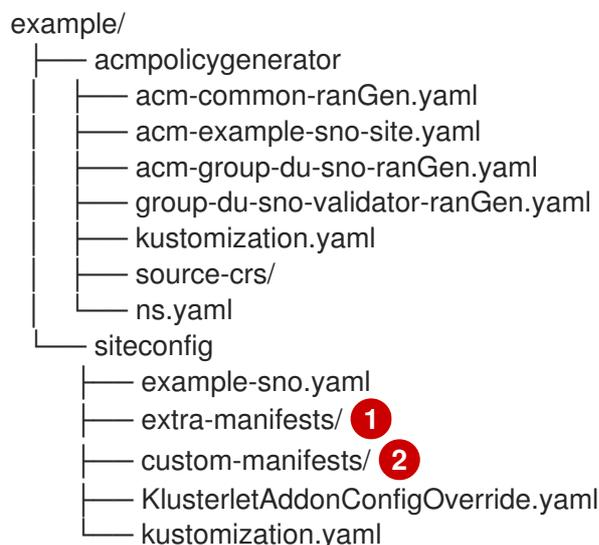 example/
├── acmpolicygenerator
│   ├── acm-common-ranGen.yaml
│   ├── acm-example-sno-site.yaml
│   ├── acm-group-du-sno-ranGen.yaml
│   ├── group-du-sno-validator-ranGen.yaml
│   ├── kustomization.yaml
│   ├── source-crs/
│   └── ns.yaml
└── siteconfig
    ├── example-sno.yaml
    ├── extra-manifests/ 1
    ├── custom-manifests/ 2
    ├── KlusterletAddonConfigOverride.yaml
    └── kustomization.yaml